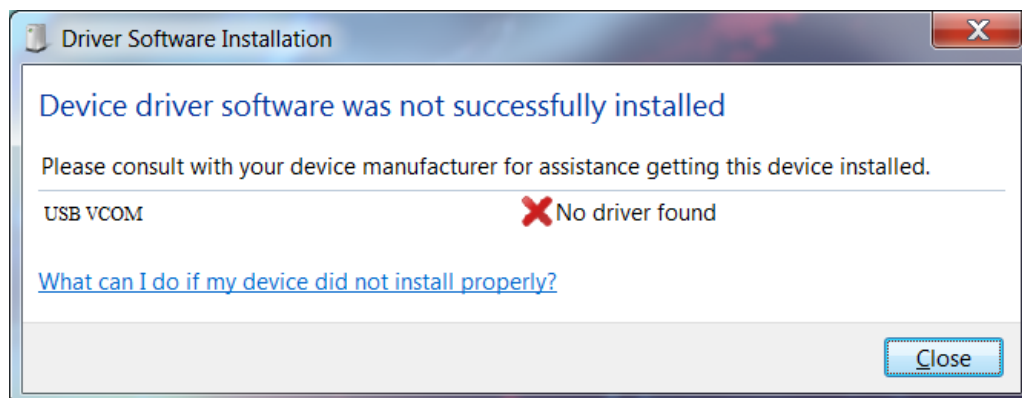 Driver Software Installation
Device driver software was not successfully installed
Please consult with your device manufacturer for assistance getting this device installed.
USB VCOM No driver found
What can I do if my device did not install properly?
Close